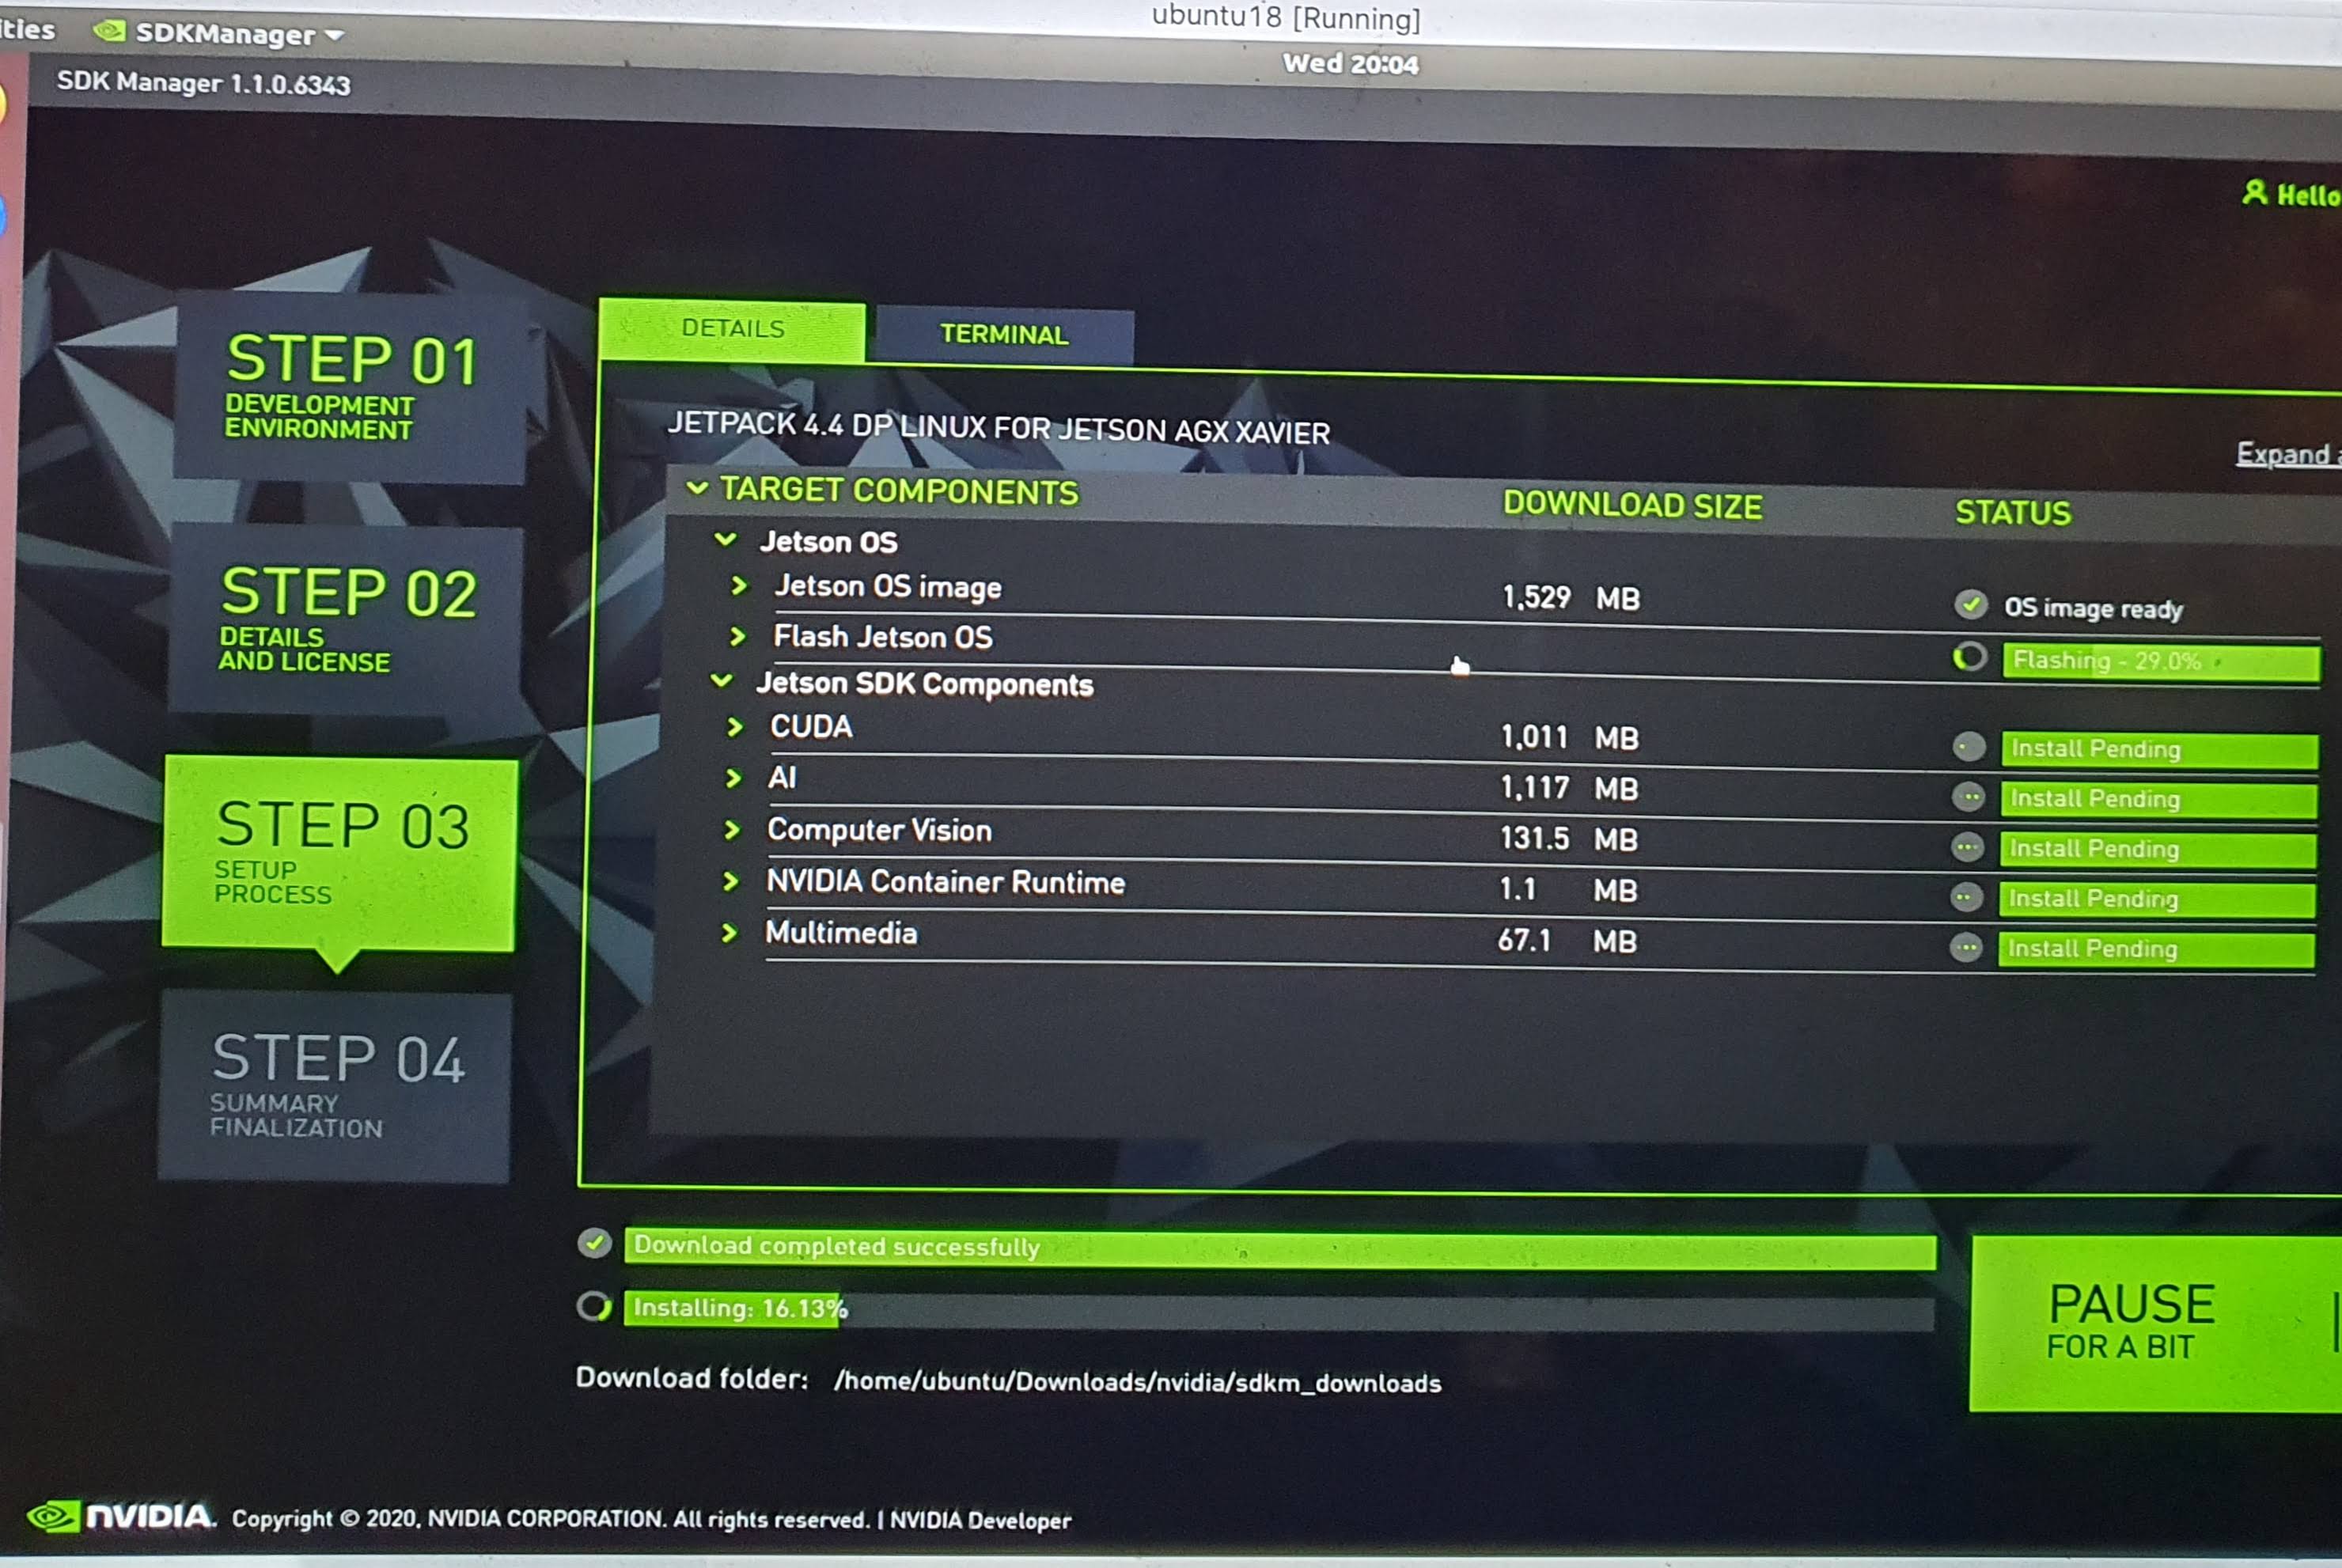 ubuntu18 [Running]
ities SDKManager
Wed 20:04
SDK Manager 1.1.0.6343
Hello
STEP 01
DEVELOPMENT
ENVIRONMENT
STEP 02
DETAILS
AND LICENSE
STEP 03
SETUP
PROCESS
STEP 04
SUMMARY
FINALIZATION
DETAILS TERMINAL
JETPACK 4.4 DP LINUX FOR JETSON AGX XAVIER
Expand
TARGET COMPONENTS DOWNLOAD SIZE STATUS
Jetson OS
Jetson OS image 1,529 MB OS image ready
Flash Jetson OS Flashing - 29.0%
Jetson SDK Components
CUDA 1,011 MB Install Pending
AI 1,117 MB Install Pending
Computer Vision 131.5 MB Install Pending
NVIDIA Container Runtime 1.1 MB Install Pending
Multimedia 67.1 MB Install Pending
Download completed successfully
Installing: 16.13%
PAUSE
FOR A BIT
Download folder: /home/ubuntu/Downloads/nvidia/sdkm_downloads
NVIDIA. Copyright © 2020, NVIDIA CORPORATION. All rights reserved. | NVIDIA Developer